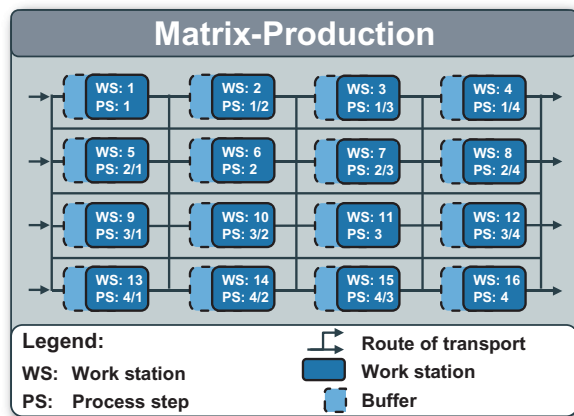 Matrix-Production
WS: 1
PS: 1
WS: 2
PS: 1/2
WS: 3
PS: 1/3
WS: 4
PS: 1/4
WS: 5
PS: 2/1
WS: 6
PS: 2
WS: 7
PS: 2/3
WS: 8
PS: 2/4
WS: 9
PS: 3/1
WS: 10
PS: 3/2
WS: 11
PS: 3
WS: 12
PS: 3/4
WS: 13
PS: 4/1
WS: 14
PS: 4/2
WS: 15
PS: 4/3
WS: 16
PS: 4
Legend:
WS: Work station
PS: Process step
Route of transport
Work station
Buffer